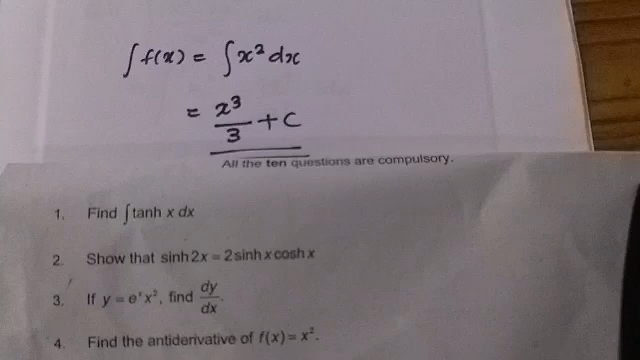 ∫ f(x) = ∫ x² dx
= x³/3 + C
All the ten questions are compulsory.
1. Find ∫ tanh x dx
2. Show that sinh 2x = 2 sinh x cosh x
3. If y = eˣx², find dy/dx.
4. Find the antiderivative of f(x) = x².